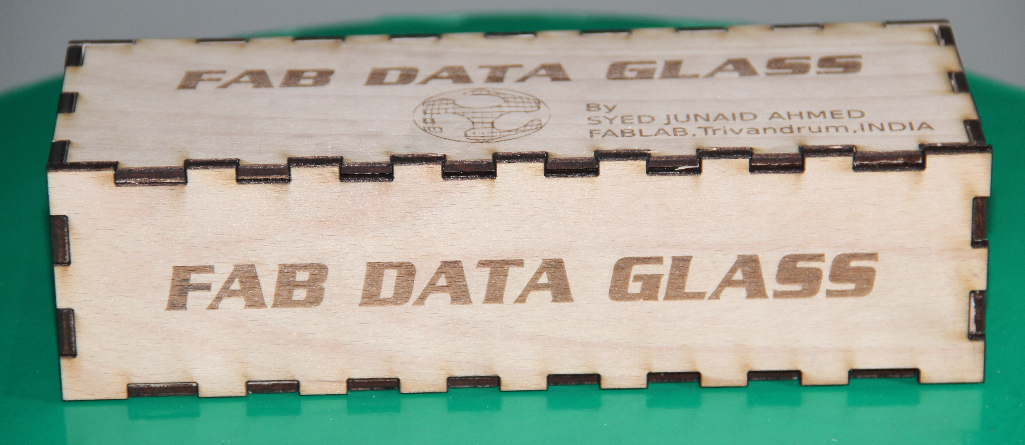 FAB DATA GLASS
By
SYED JUNAID AHMED
FABLAB,Trivandrum,INDIA
FAB DATA GLASS